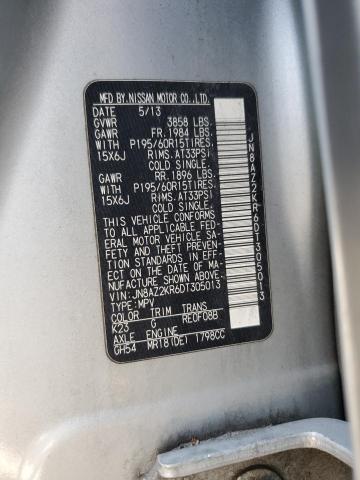 MFD.BY.NISSAN MOTOR CO.,LTD.
DATE 5/13
GVWR 3858 LBS.
GAWR FR.1984 LBS.
WITH P195/60R15TIRES.
15X6J RIMS.AT33PSI
COLD SINGLE.
GAWR RR.1896 LBS.
WITH P195/60R15TIRES.
15X6J RIMS.AT33PSI
COLD SINGLE.
THIS VEHICLE CONFORMS
TO ALL APPLICABLE FED-
ERAL MOTOR VEHICLE SA-
FETY AND THEFT PREVEN-
TION STANDARDS IN EFF-
ECT ON THE DATE OF MA-
NUFACTURE SHOWN ABOVE.
VIN:JN8AZ2KR6DT305013
TYPE:MPV
COLOR TRIM TRANS
K23 G RE0F08B
AXLE ENGINE
GH54 MR18(DE) 1798CC
JN8AZ2KR6DT305013